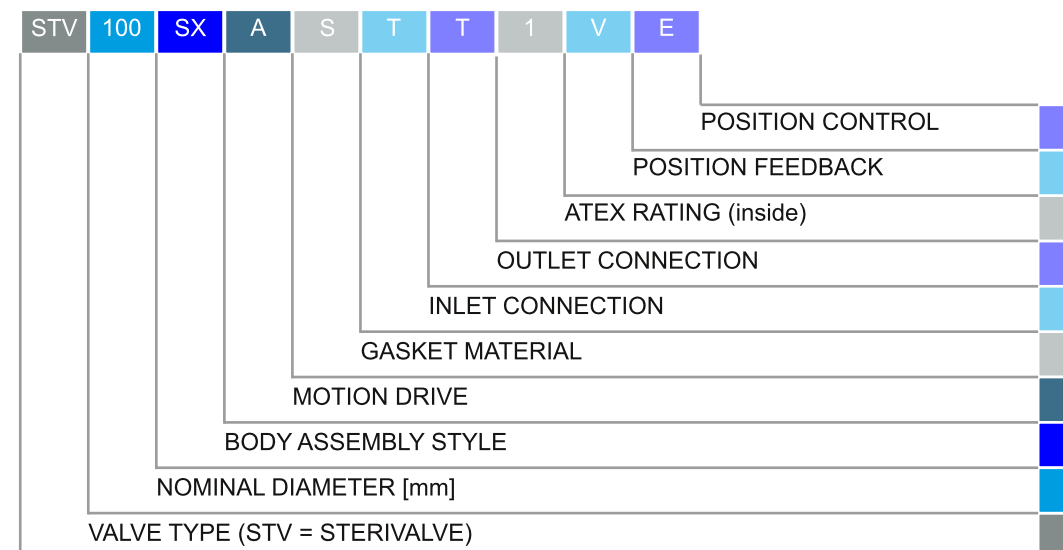 STV 100 SX A S T T 1 V E
POSITION CONTROL
POSITION FEEDBACK
ATEX RATING (inside)
OUTLET CONNECTION
INLET CONNECTION
GASKET MATERIAL
MOTION DRIVE
BODY ASSEMBLY STYLE
NOMINAL DIAMETER [mm]
VALVE TYPE (STV = STERIVALVE)